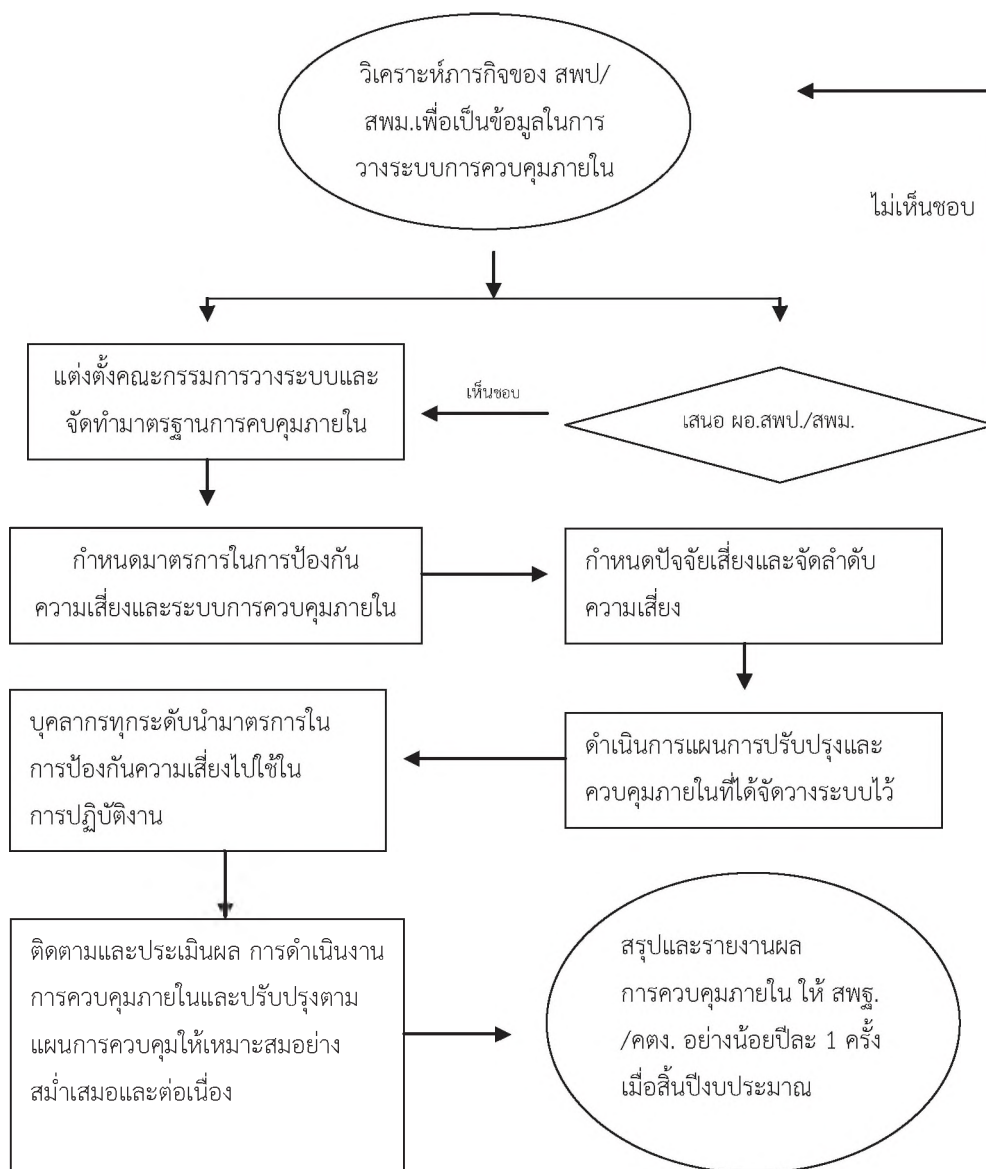 วิเคราะห์ภารกิจของ สพป/
สพม.เพื่อเป็นข้อมูลในการ
วางระบบการควบคุมภายใน
ไม่เห็นชอบ
แต่งตั้งคณะกรรมการวางระบบและ
จัดทำมาตรฐานการคบคุมภายใน
เห็นชอบ
เสนอ ผอ.สพป./สพม.
กำหนดมาตรการในการป้องกัน
ความเสี่ยงและระบบการควบคุมภายใน
กำหนดปัจจัยเสี่ยงและจัดลำดับ
ความเสี่ยง
บุคลากรทุกระดับนำมาตรการใน
การป้องกันความเสี่ยงไปใช้ใน
การปฏิบัติงาน
ดำเนินการแผนการปรับปรุงและ
ควบคุมภายในที่ได้จัดวางระบบไว้
ติดตามและประเมินผล การดำเนินงาน
การควบคุมภายในและปรับปรุงตาม
แผนการควบคุมให้เหมาะสมอย่าง
สม่ำเสมอและต่อเนื่อง
สรุปและรายงานผล
การควบคุมภายใน ให้ สพฐ.
/คตง. อย่างน้อยปีละ 1 ครั้ง
เมื่อสิ้นปีงบประมาณ